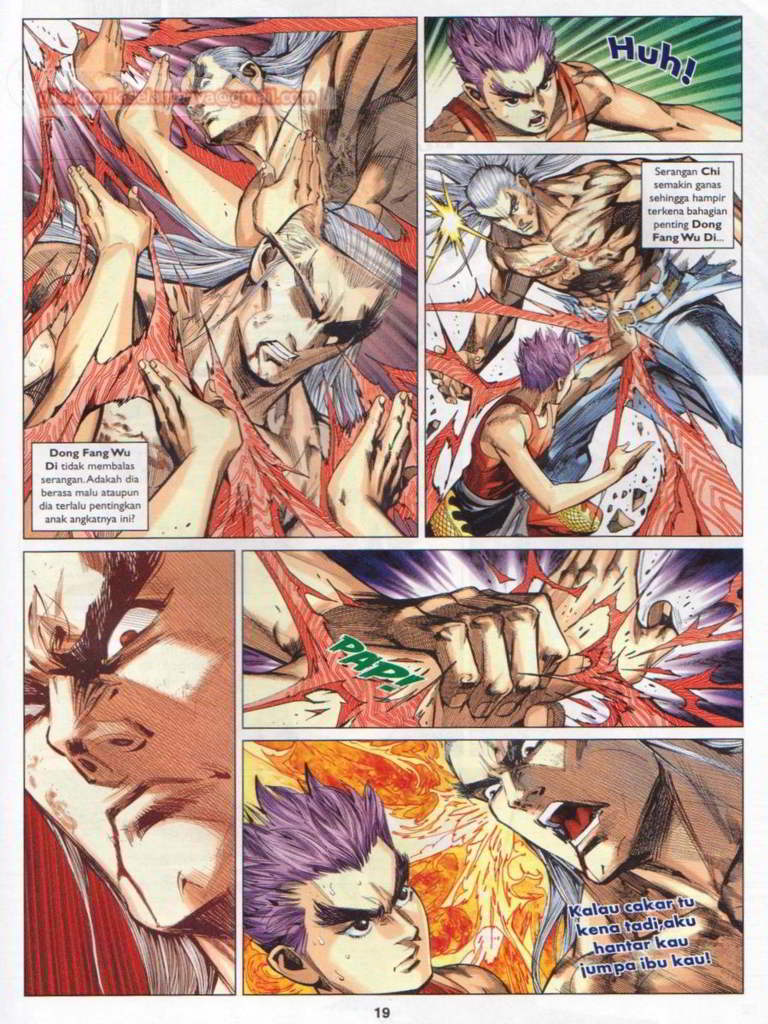 Huh!
Serangan Chi
semakin ganas
sehingga hampir
terkena bahagian
penting Dong
Fang Wu Di...
Dong Fang Wu
Di tidak membalas
serangan. Adakah dia
berasa malu ataupun
dia terlalu pentingkan
anak angkatnya ini?
PAP!
Kalau cakar tu
kena tadi, aku
hantar kau
jumpa ibu kau!
19